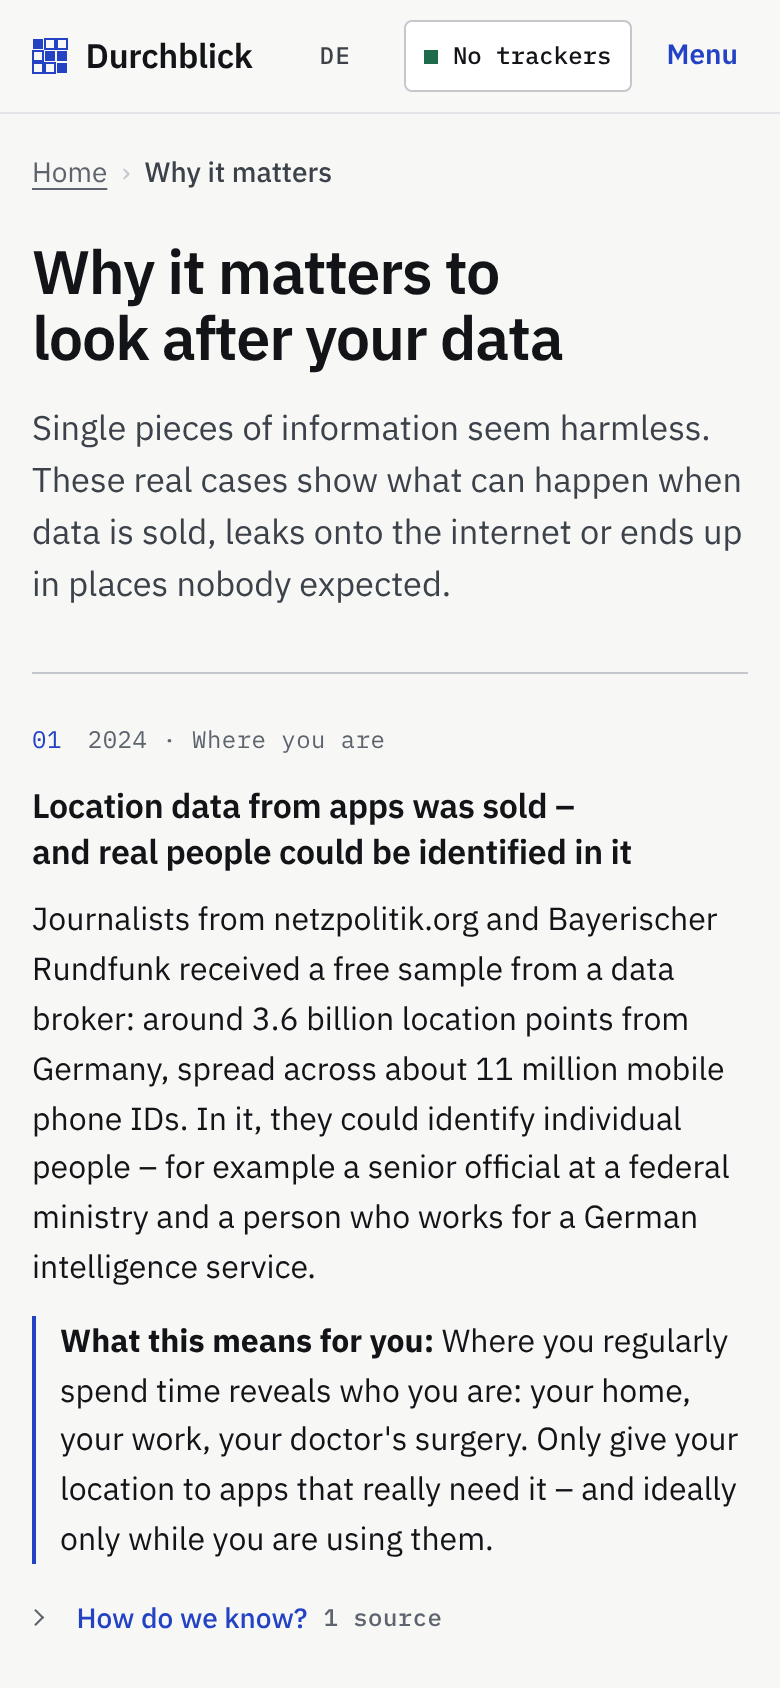 Durchblick
DE
No trackers
Menu
Home › Why it matters
Why it matters to
look after your data
Single pieces of information seem harmless.
These real cases show what can happen when
data is sold, leaks onto the internet or ends up
in places nobody expected.
01 2024 · Where you are
Location data from apps was sold –
and real people could be identified in it
Journalists from netzpolitik.org and Bayerischer
Rundfunk received a free sample from a data
broker: around 3.6 billion location points from
Germany, spread across about 11 million mobile
phone IDs. In it, they could identify individual
people – for example a senior official at a federal
ministry and a person who works for a German
intelligence service.
What this means for you: Where you regularly
spend time reveals who you are: your home,
your work, your doctor's surgery. Only give your
location to apps that really need it – and ideally
only while you are using them.
How do we know? 1 source